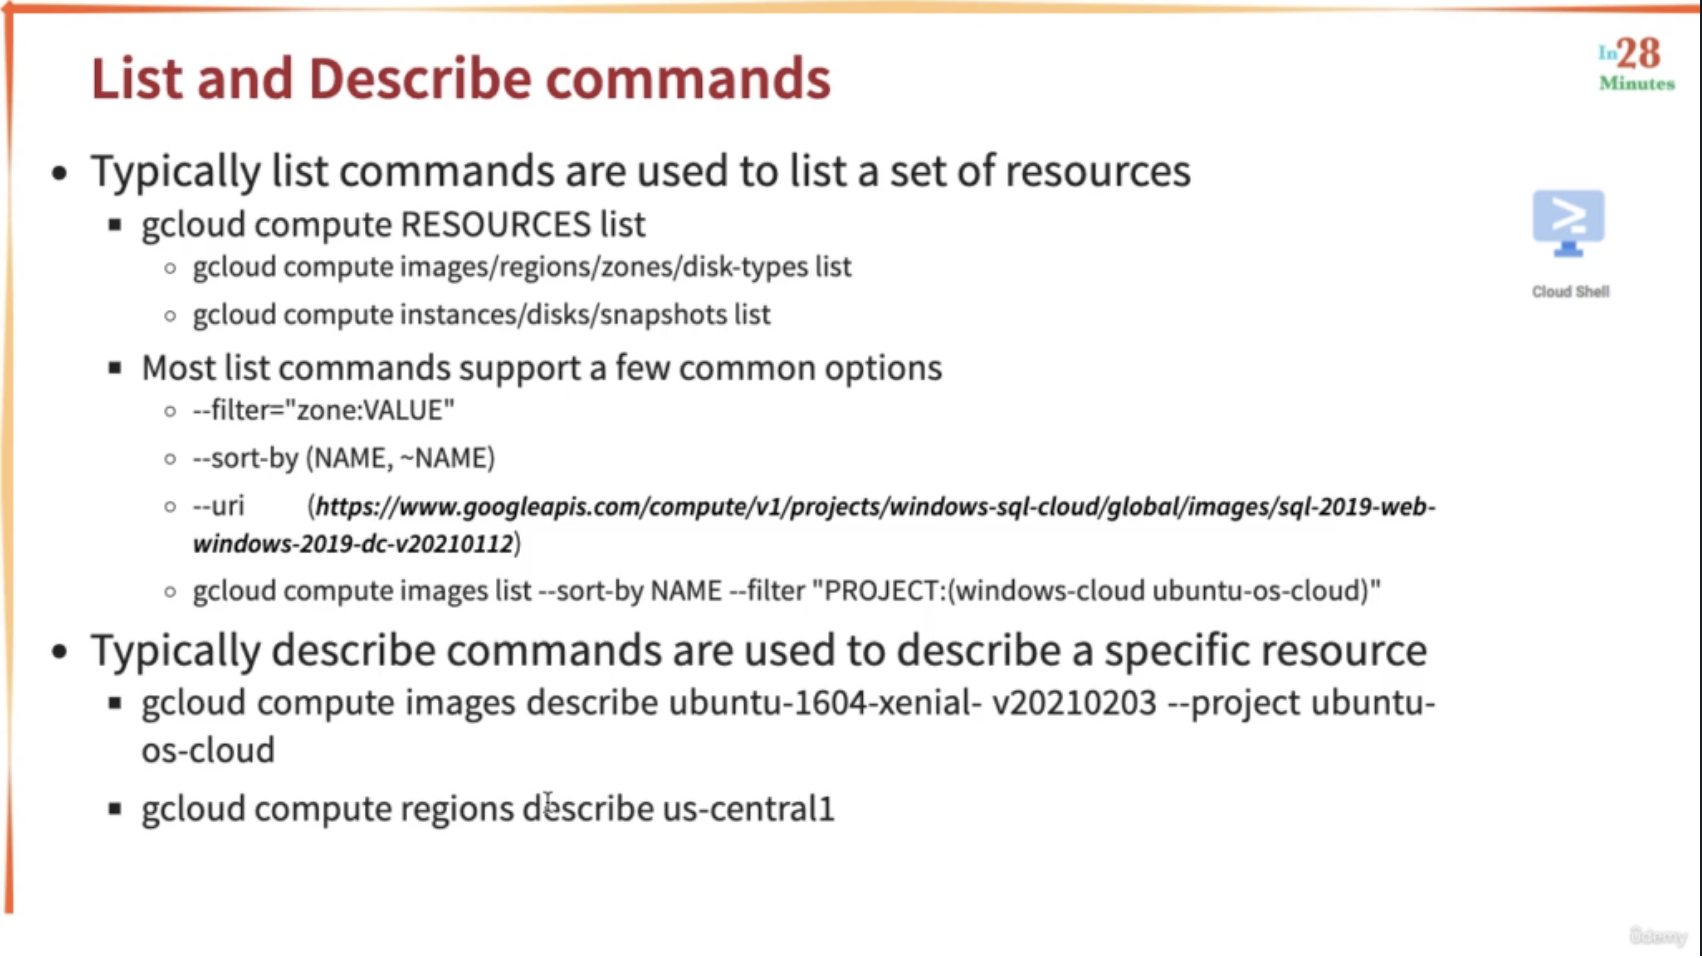 List and Describe commands
In28
Minutes
• Typically list commands are used to list a set of resources
▪ gcloud compute RESOURCES list
○ gcloud compute images/regions/zones/disk-types list
○ gcloud compute instances/disks/snapshots list
Cloud Shell
▪ Most list commands support a few common options
○ --filter="zone:VALUE"
○ --sort-by (NAME, ~NAME)
○ --uri (https://www.googleapis.com/compute/v1/projects/windows-sql-cloud/global/images/sql-2019-web-
windows-2019-dc-v20210112)
○ gcloud compute images list --sort-by NAME --filter "PROJECT:(windows-cloud ubuntu-os-cloud)"
• Typically describe commands are used to describe a specific resource
▪ gcloud compute images describe ubuntu-1604-xenial- v20210203 --project ubuntu-
os-cloud
▪ gcloud compute regions describe us-central1
ûdemy